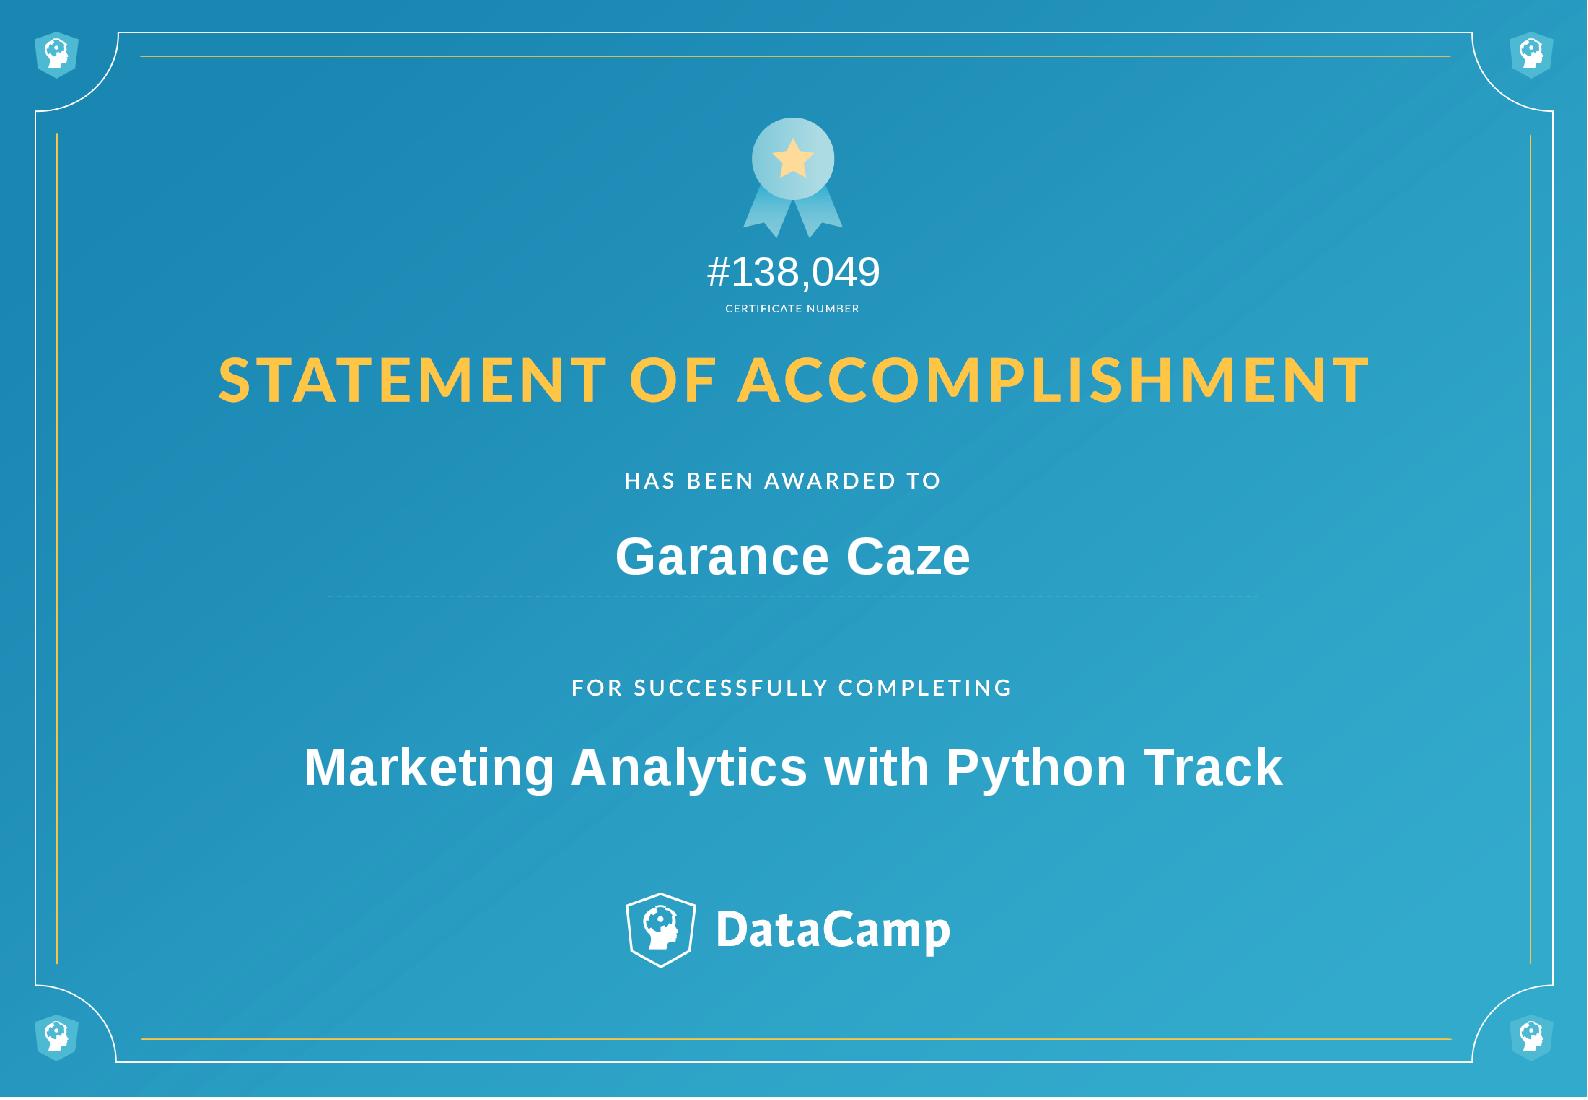 #138,049
CERTIFICATE NUMBER
STATEMENT OF ACCOMPLISHMENT
HAS BEEN AWARDED TO
Garance Caze
FOR SUCCESSFULLY COMPLETING
Marketing Analytics with Python Track
DataCamp